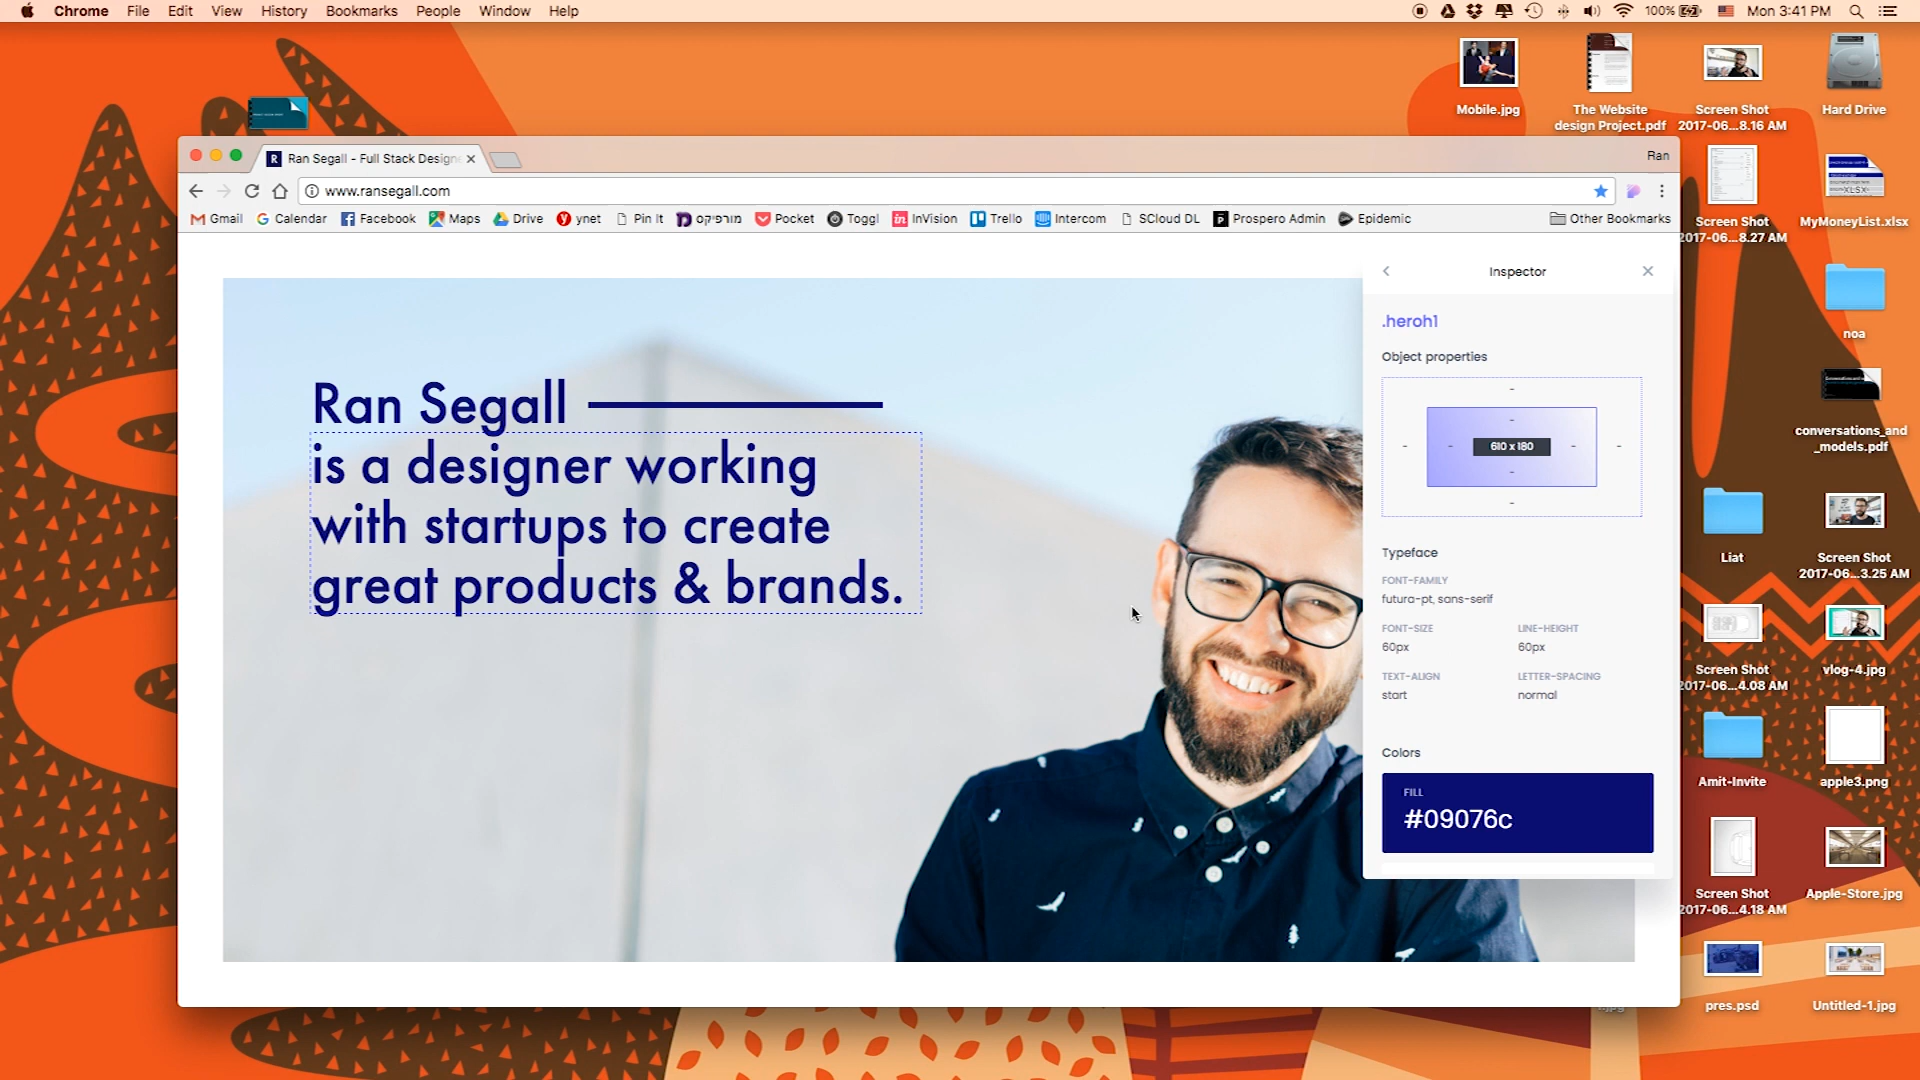 Chrome File Edit View History Bookmarks People Window Help
100% Mon 3:41 PM
Mobile.jpg
The Website
design Project.pdf
Screen Shot
2017-06...8.16 AM
Hard Drive
R Ran Segall - Full Stack Design
Ran
www.ransegall.com
Gmail Calendar Facebook Maps Drive ynet Pin It מורפיקס Pocket Toggl InVision Trello Intercom SCloud DL Prospero Admin Epidemic Other Bookmarks
Screen Shot
2017-06...8.27 AM
XLSX
MyMoneyList.xlsx
Ran Segall
is a designer working
with startups to create
great products & brands.
Inspector
.heroh1
Object properties
610 x 180
Typeface
FONT-FAMILY
futura-pt, sans-serif
FONT-SIZE LINE-HEIGHT
60px 60px
TEXT-ALIGN LETTER-SPACING
start normal
Colors
FILL
#09076c
noa
conversations_and
_models.pdf
Liat
Screen Shot
2017-06...3.25 AM
Screen Shot
2017-06...4.08 AM
vlog-4.jpg
Amit-Invite
apple3.png
Screen Shot
2017-06...4.18 AM
Apple-Store.jpg
pres.psd
Untitled-1.jpg